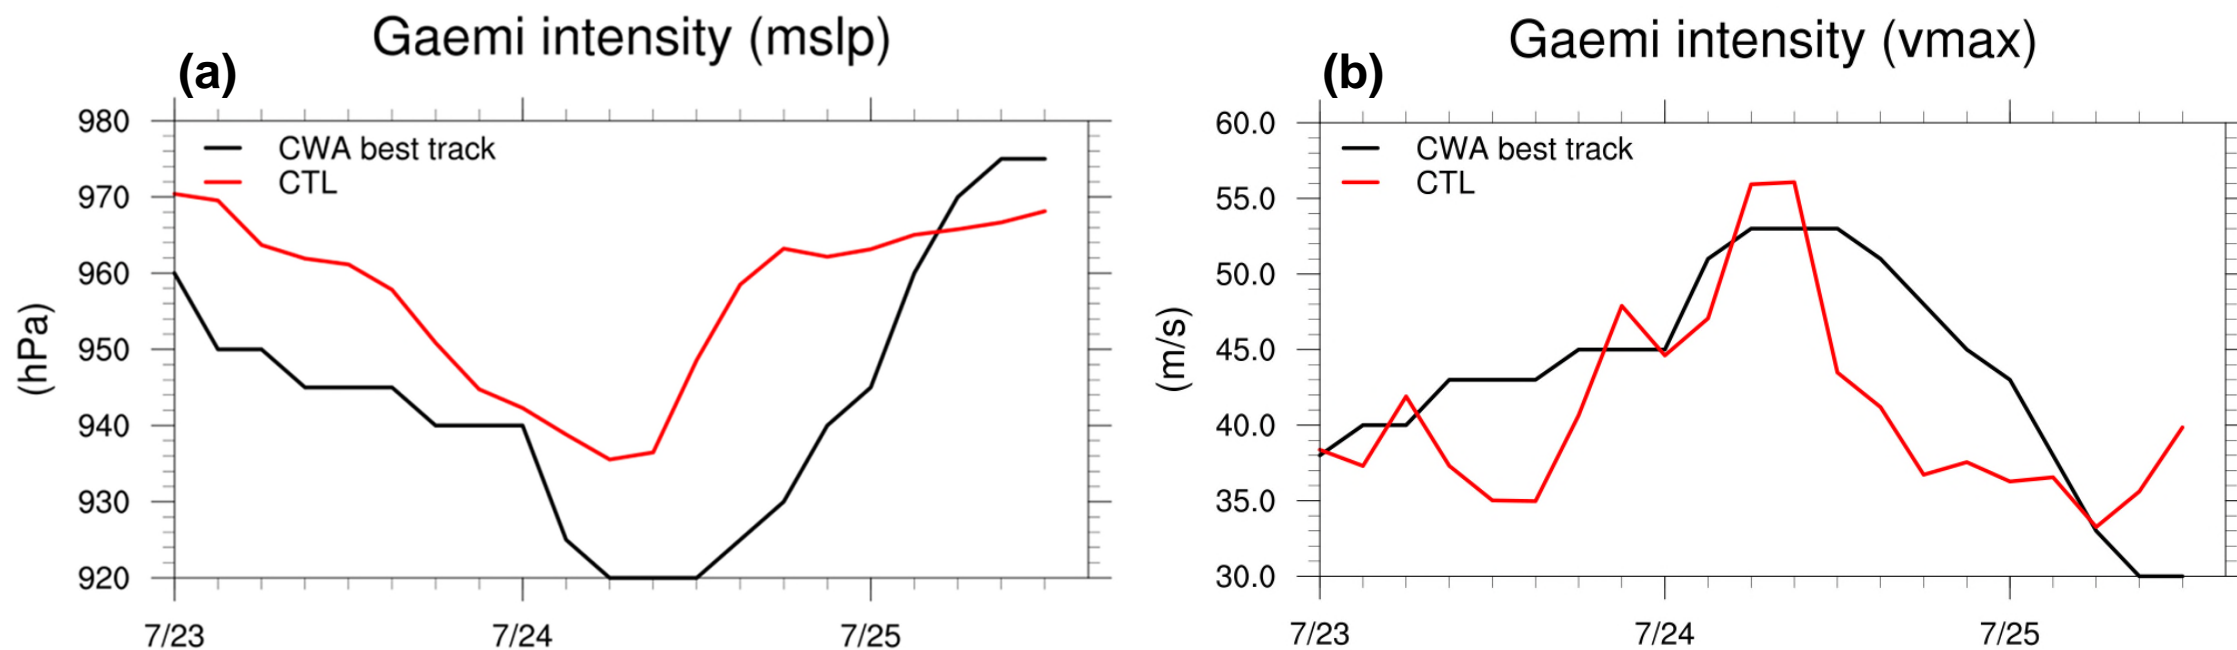 Gaemi intensity (mslp)
(a)
980
970
960
950
940
930
920
(hPa)
CWA best track
CTL
7/23 7/24 7/25
Gaemi intensity (vmax)
(b)
60.0
55.0
50.0
45.0
40.0
35.0
30.0
(m/s)
CWA best track
CTL
7/23 7/24 7/25